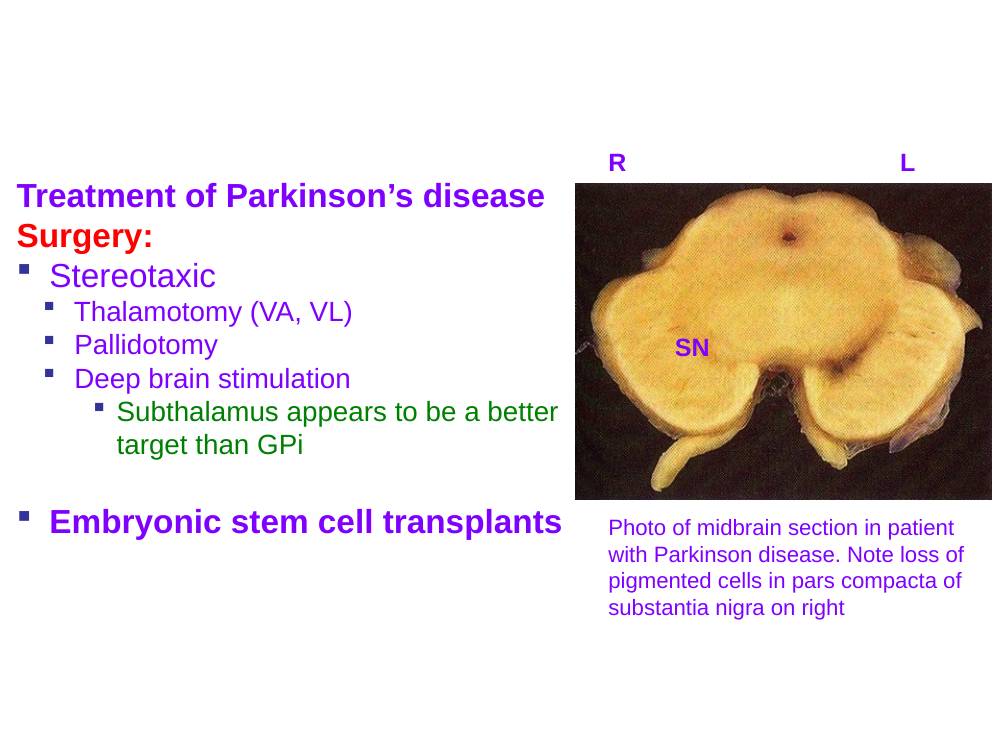 Treatment of Parkinson’s disease
Surgery:
▪ Stereotaxic
▪ Thalamotomy (VA, VL)
▪ Pallidotomy
▪ Deep brain stimulation
▪ Subthalamus appears to be a better
target than GPi
▪ Embryonic stem cell transplants
R L
SN
Photo of midbrain section in patient
with Parkinson disease. Note loss of
pigmented cells in pars compacta of
substantia nigra on right